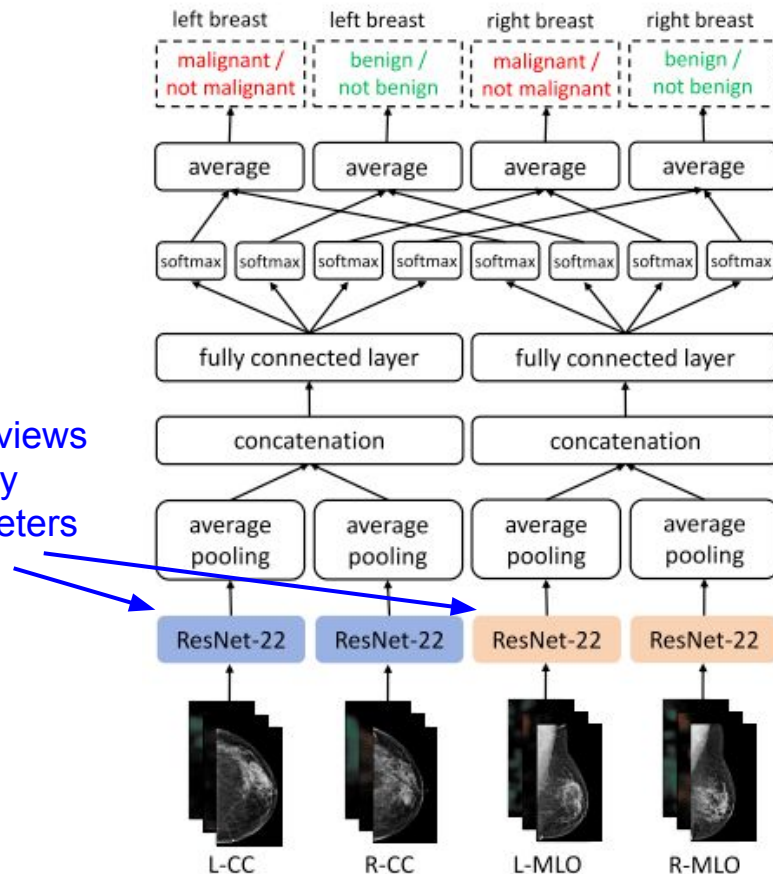 left breast left breast right breast right breast
malignant / benign / malignant / benign /
not malignant not benign not malignant not benign
average average average average
softmax softmax softmax softmax softmax softmax softmax softmax
fully connected layer fully connected layer
concatenation concatenation
views
y
eters
average average average average
pooling pooling pooling pooling
ResNet-22 ResNet-22 ResNet-22 ResNet-22
L-CC R-CC L-MLO R-MLO